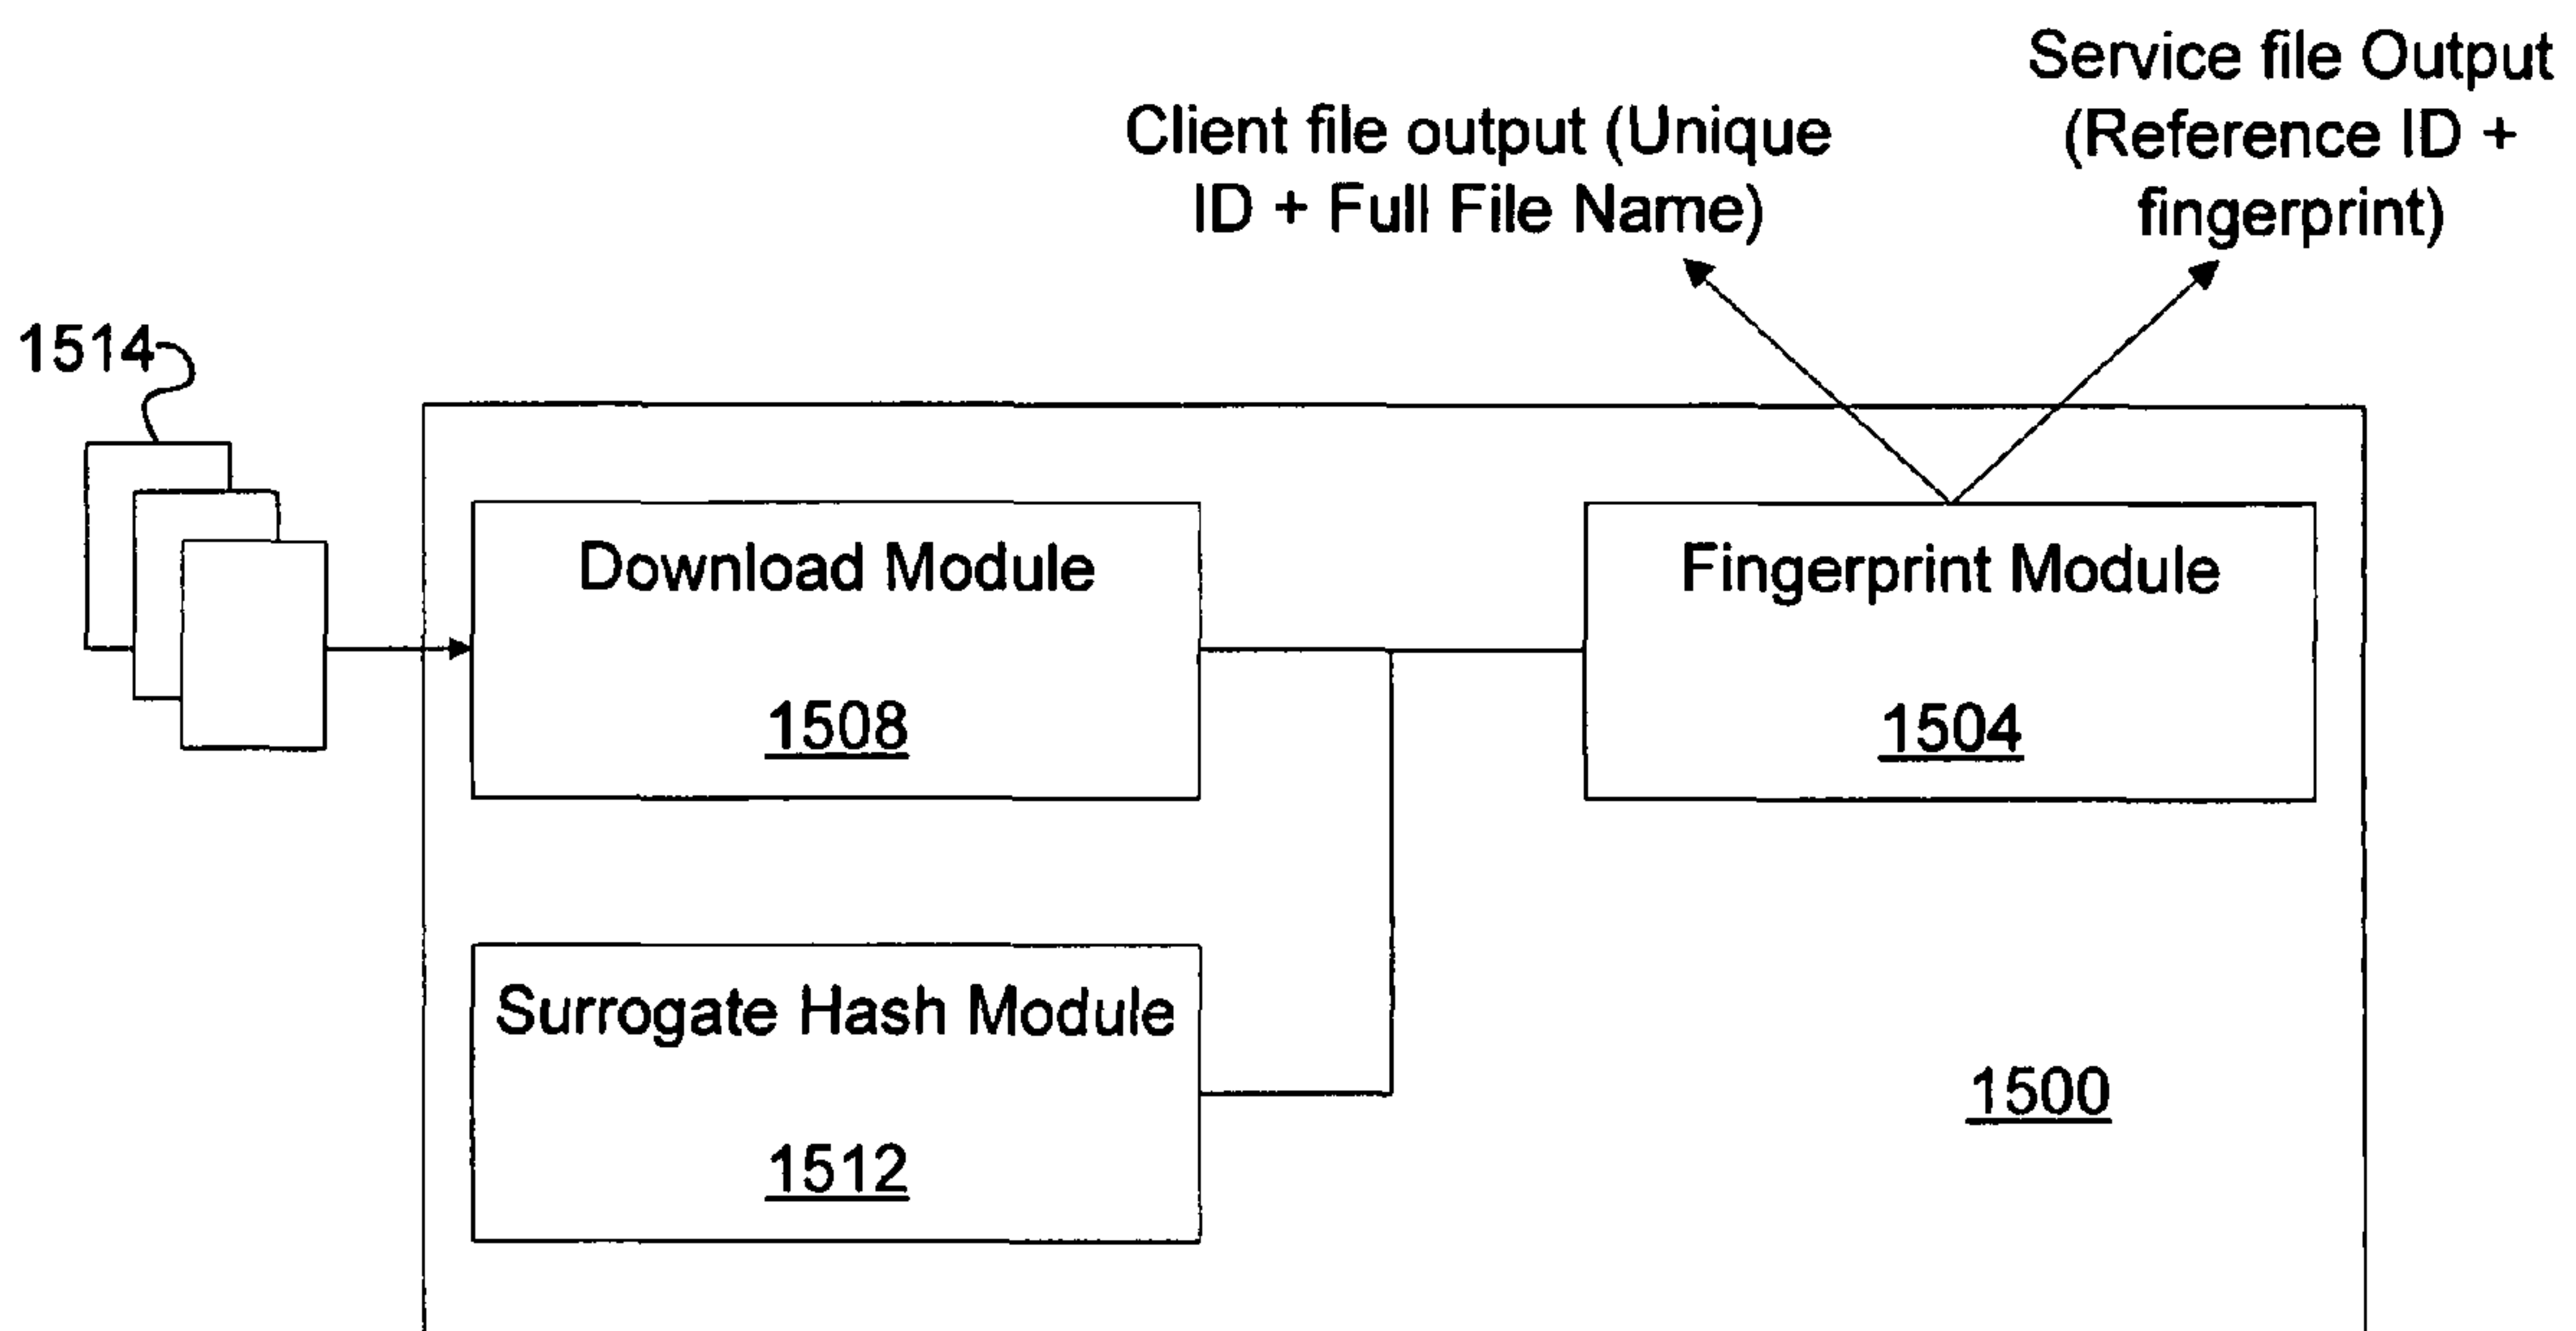 Service file Output
(Reference ID +
fingerprint)
Client file output (Unique
ID + Full File Name)
1514
Download Module
1508
Fingerprint Module
1504
Surrogate Hash Module
1512
1500